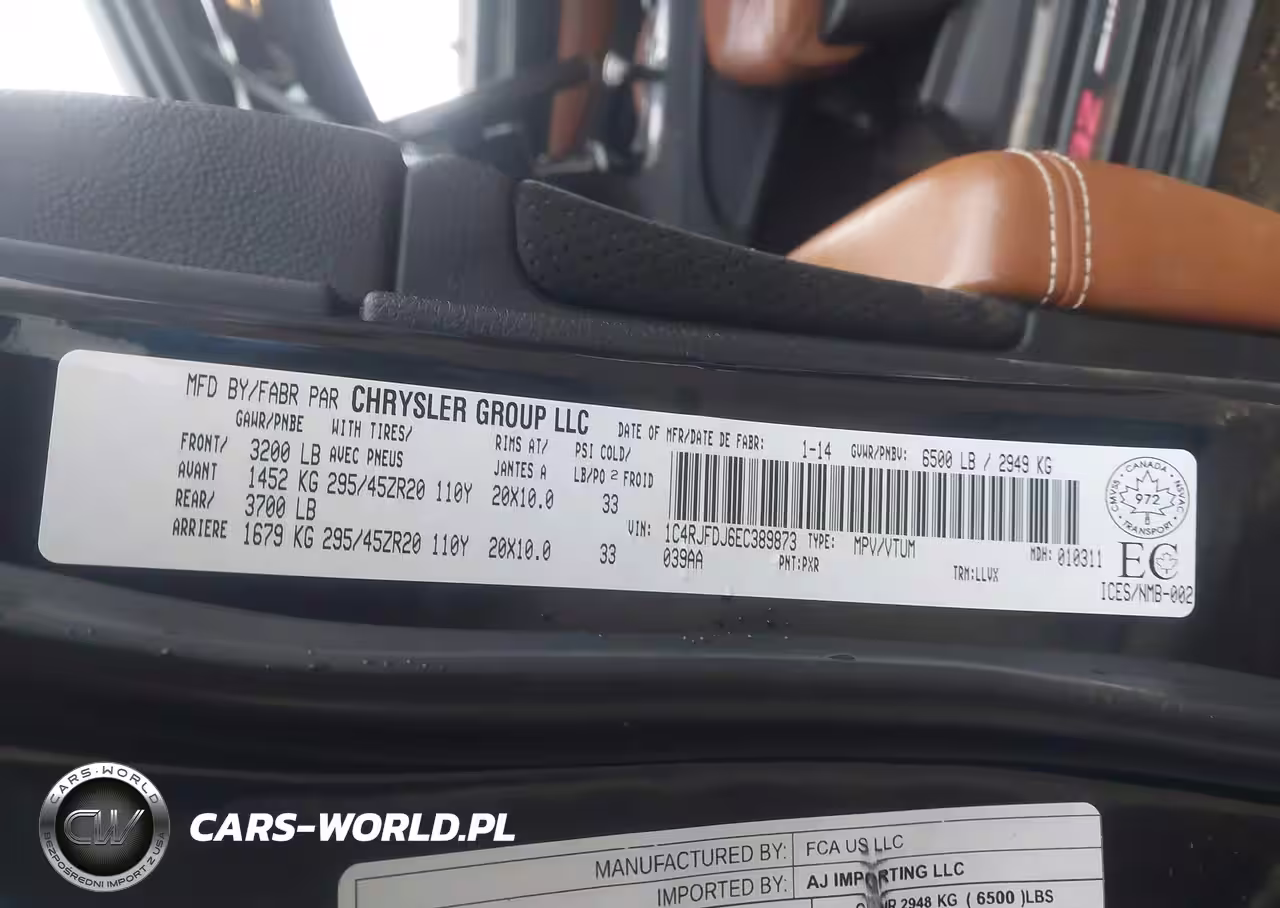 MFD BY/FABR PAR CHRYSLER GROUP LLC DATE OF MFR/DATE DE FABR: 1-14 GVWR/PNBV: 6500 LB / 2949 KG
GAWR/PNBE WITH TIRES/ RIMS AT/ PSI COLD/
FRONT/ 3200 LB AVEC PNEUS JANTES A LB/PO 2 FROID
AVANT 1452 KG 295/45ZR20 110Y 20X10.0 33
REAR/ 3700 LB
ARRIERE 1679 KG 295/45ZR20 110Y 20X10.0 33
VIN: 1C4RJFDJ6EC389873 TYPE: MPV/VTUM MDH: 010311
039AA PNT:PXR TRM:LLVX
CANADA
CMVSS 972 NSVAC
TRANSPORT
EC
ICES/NMB-002
CARS-WORLD
CW
BEZPOŚREDNI IMPORT Z USA
CARS-WORLD.PL
MANUFACTURED BY: FCA US LLC
IMPORTED BY: AJ IMPORTING LLC
2948 KG ( 6500 )LBS